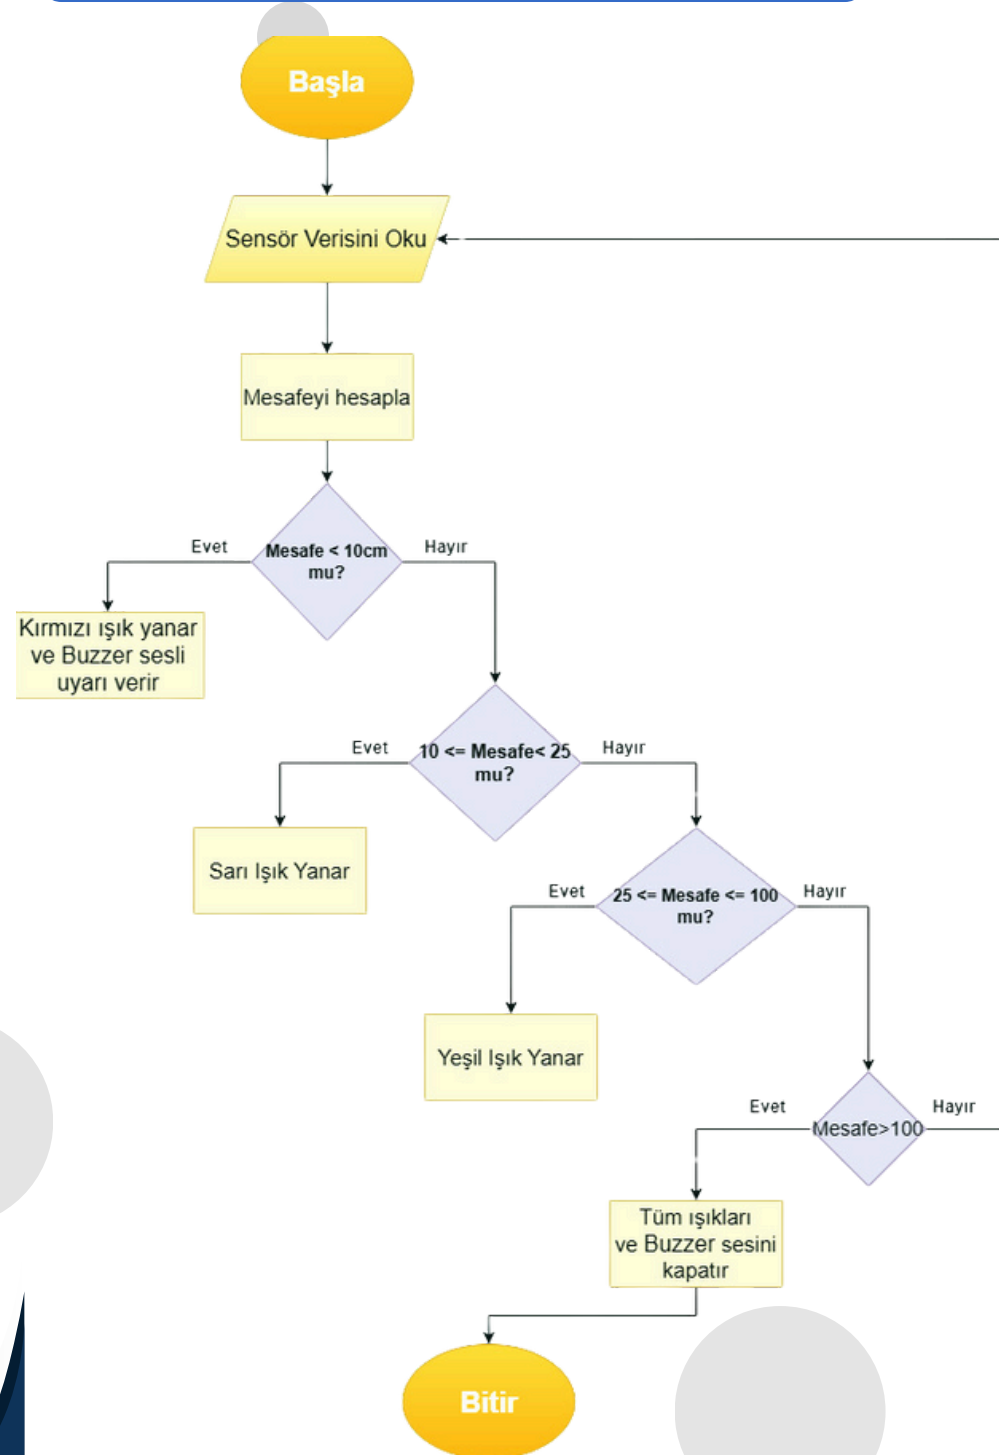 Başla
Sensör Verisini Oku
Mesafeyi hesapla
Evet
Mesafe < 10cm
mu?
Hayır
Kırmızı ışık yanar
ve Buzzer sesli
uyarı verir
Evet
10 <= Mesafe< 25
mu?
Hayır
Sarı Işık Yanar
Evet
25 <= Mesafe <= 100
mu?
Hayır
Yeşil Işık Yanar
Evet
Mesafe>100
Hayır
Tüm ışıkları
ve Buzzer sesini
kapatır
Bitir